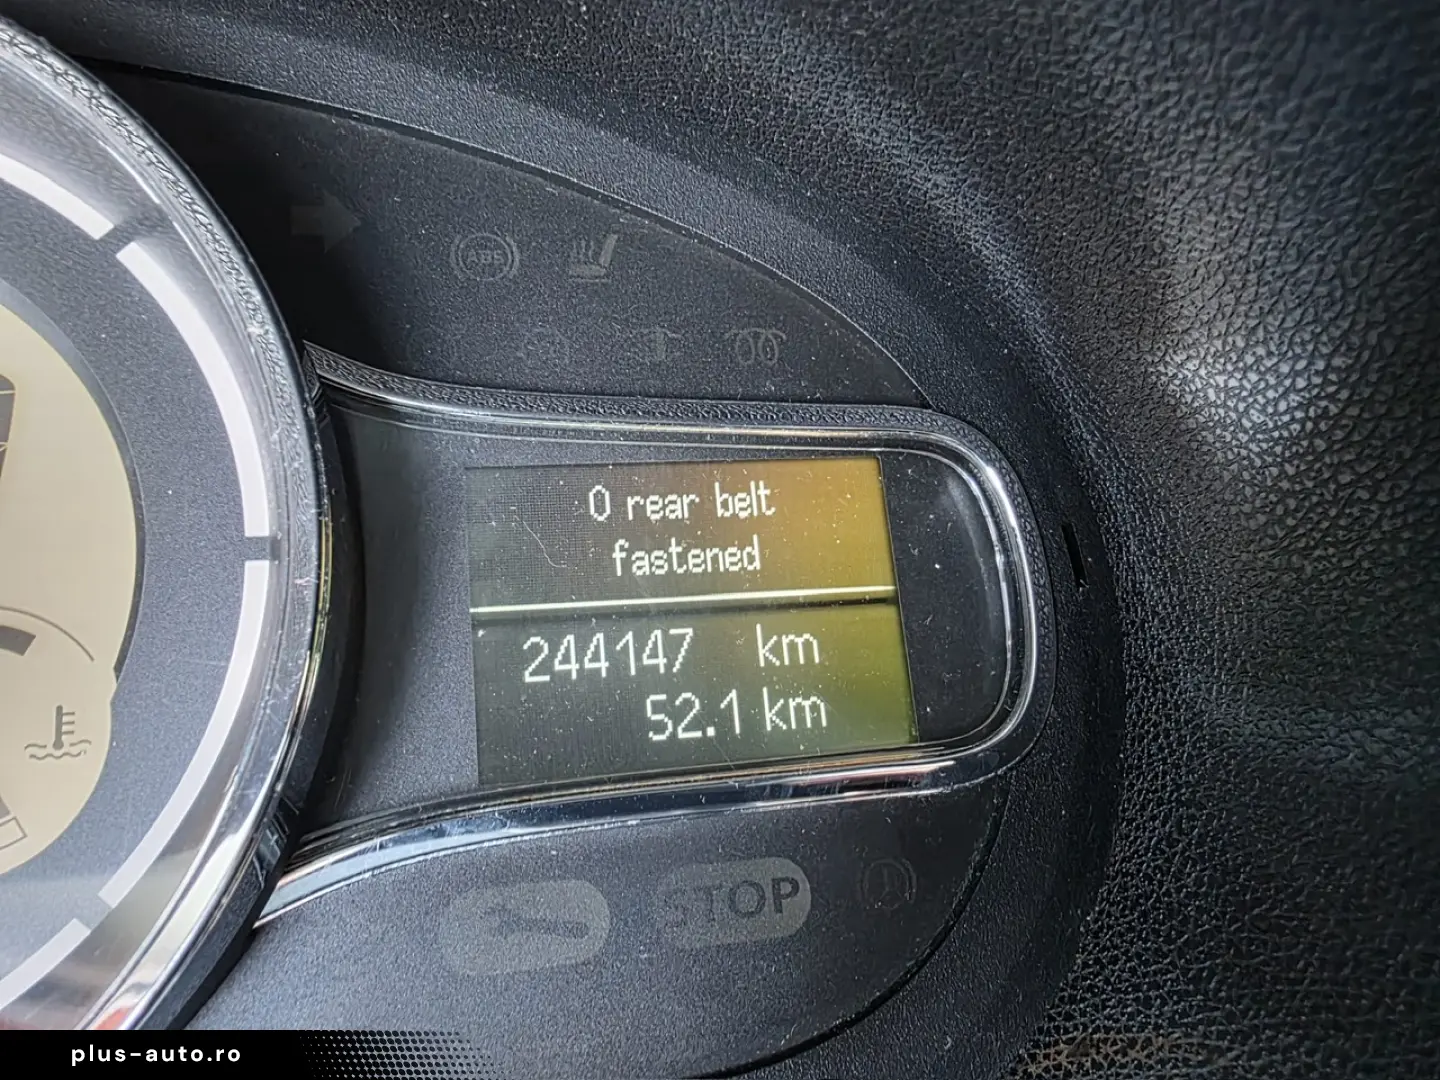 ABS
0 rear belt
fastened
244147 km
52.1 km
STOP
plus-auto.ro